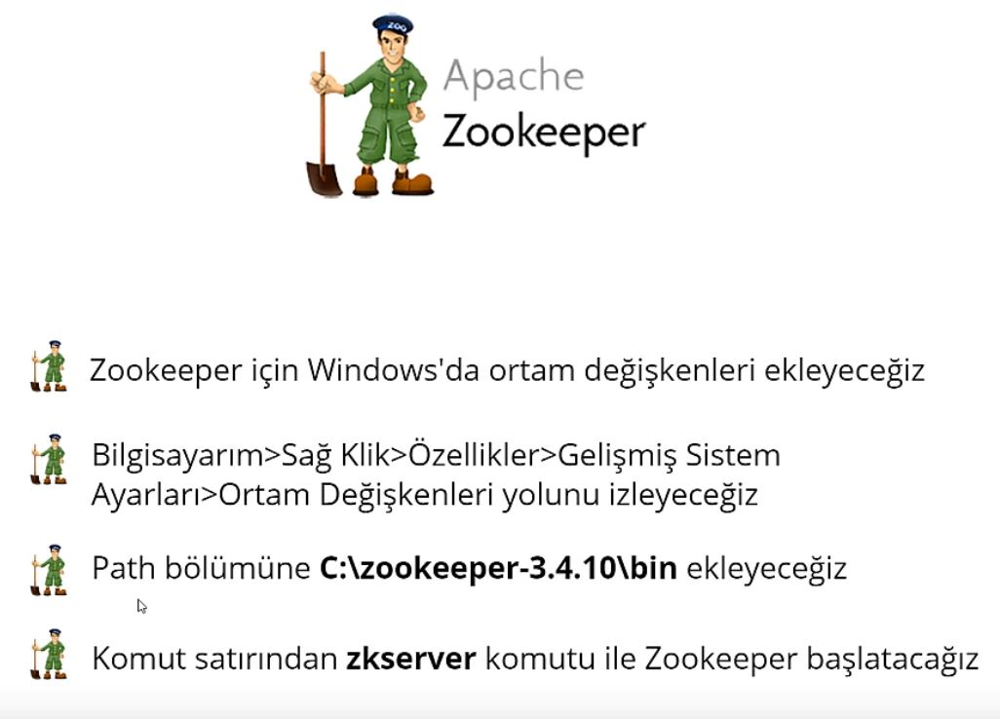 ZOO
Apache
Zookeeper
Zookeeper için Windows'da ortam değişkenleri ekleyeceğiz
Bilgisayarım>Sağ Klik>Özellikler>Gelişmiş Sistem
Ayarları>Ortam Değişkenleri yolunu izleyeceğiz
Path bölümüne C:\zookeeper-3.4.10\bin ekleyeceğiz
Komut satırından zkserver komutu ile Zookeeper başlatacağız